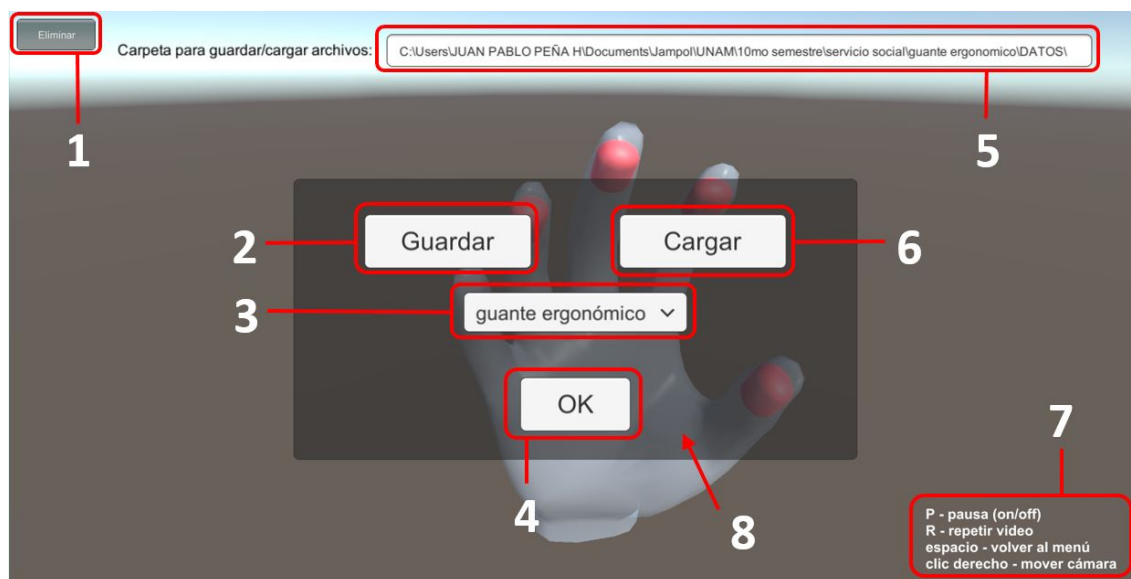 Eliminar
Carpeta para guardar/cargar archivos:
C:\Users\JUAN PABLO PEÑA H\Documents\Jampol\UNAM\10mo semestre\servicio social\guante ergonomico\DATOS\
1
5
2
Guardar
Cargar
6
3
guante ergonómico
OK
4
8
7
P - pausa (on/off)
R - repetir video
espacio - volver al menú
clic derecho - mover cámara